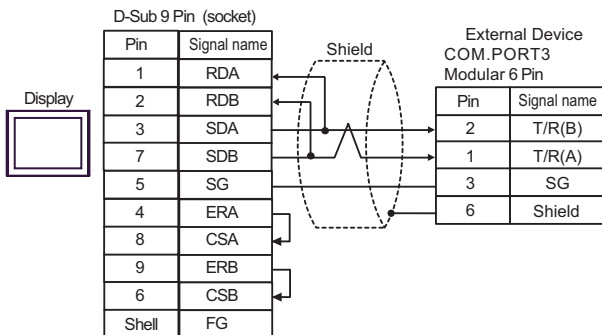 D-Sub 9 Pin (socket)
Pin Signal name
1 RDA
2 RDB
3 SDA
7 SDB
5 SG
4 ERA
8 CSA
9 ERB
6 CSB
Shell FG
Display
Shield
External Device
COM.PORT3
Modular 6 Pin
Pin Signal name
2 T/R(B)
1 T/R(A)
3 SG
6 Shield